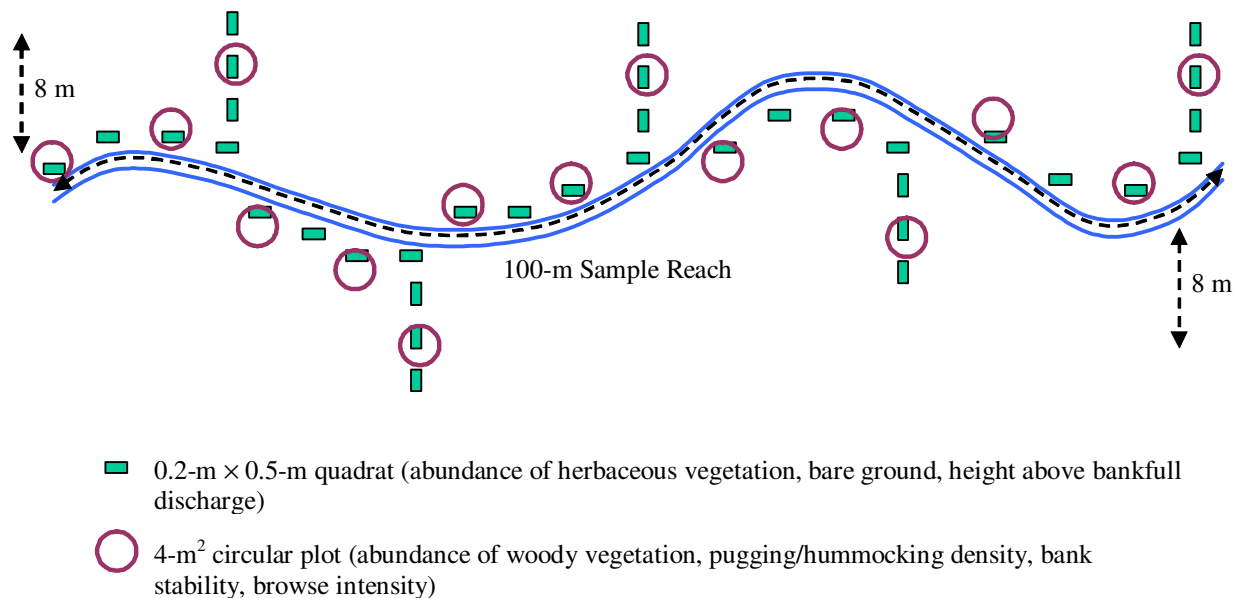 8 m
100-m Sample Reach
8 m
0.2-m × 0.5-m quadrat (abundance of herbaceous vegetation, bare ground, height above bankfull
discharge)
4-m² circular plot (abundance of woody vegetation, pugging/hummocking density, bank
stability, browse intensity)